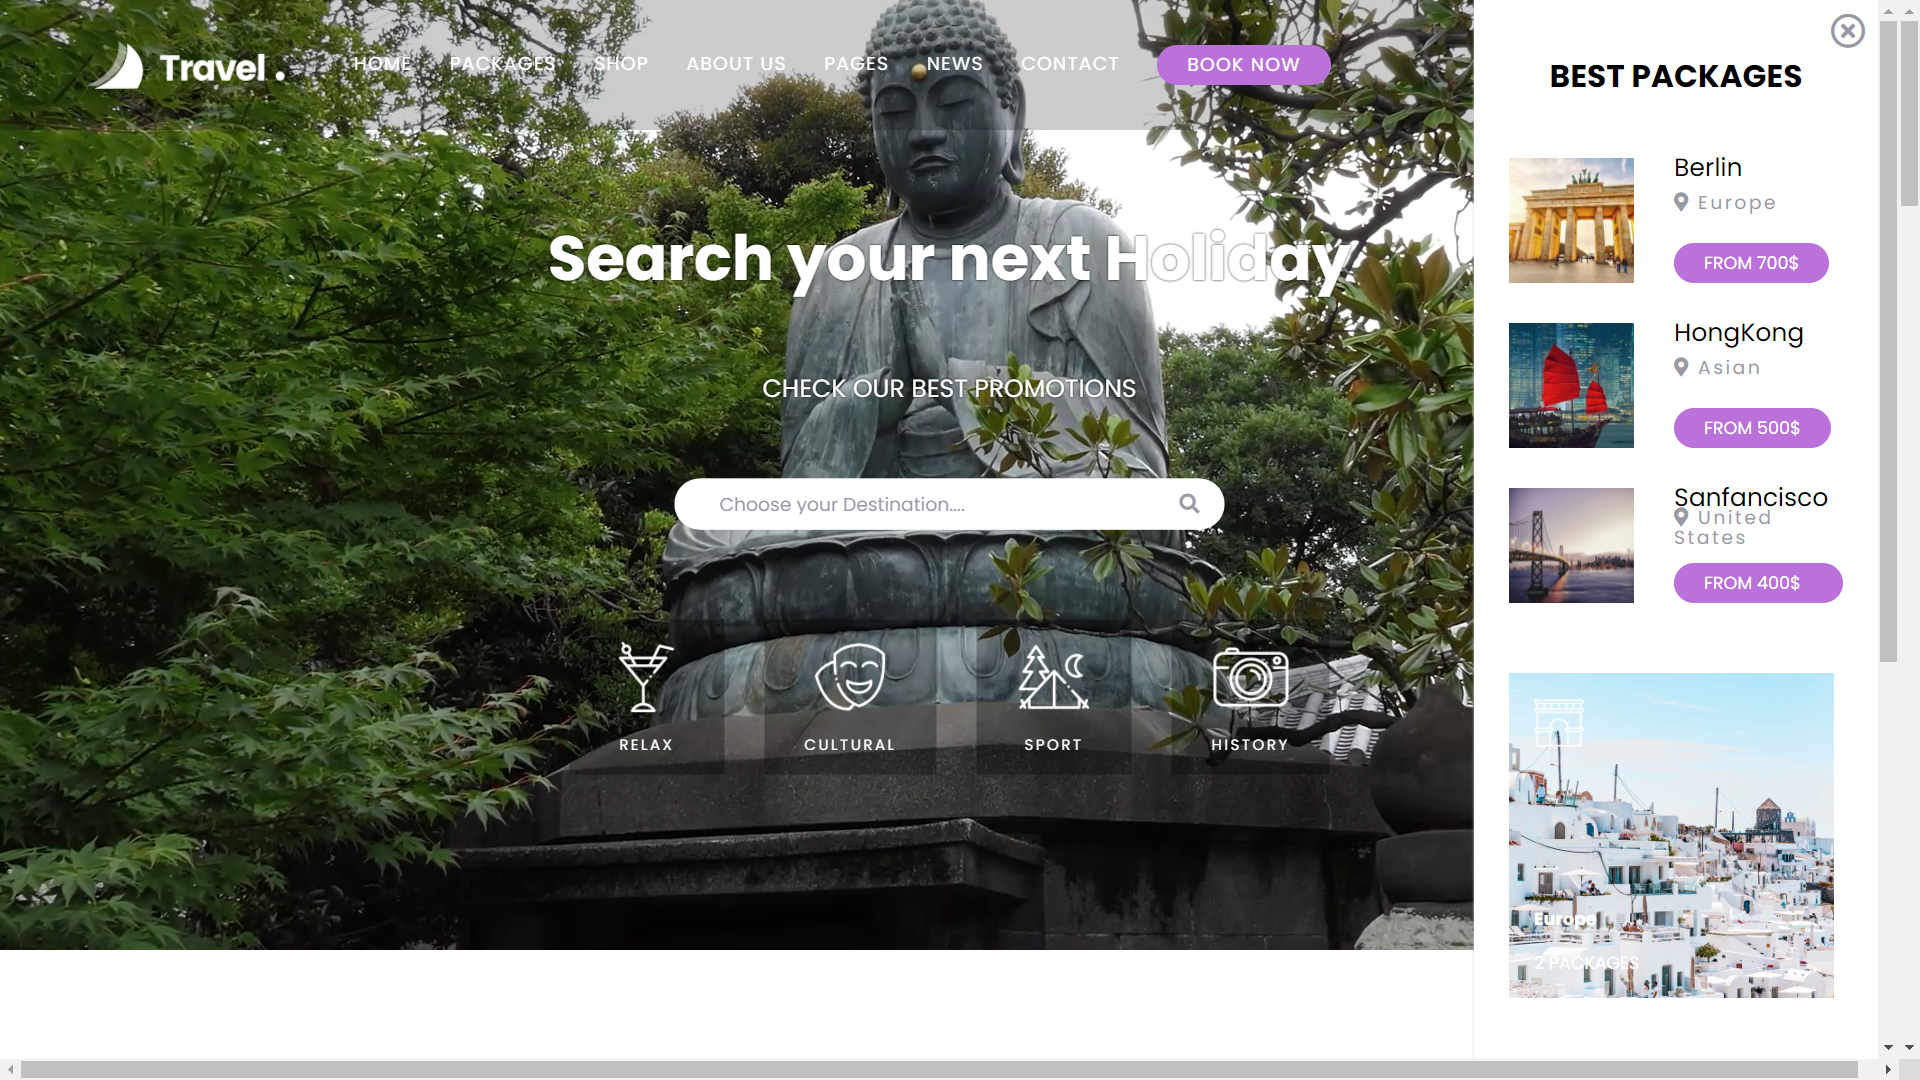 Travel .
HOME
PACKAGES
SHOP
ABOUT US
PAGES
NEWS
CONTACT
BOOK NOW
Search your next Holiday
CHECK OUR BEST PROMOTIONS
Choose your Destination....
RELAX
CULTURAL
SPORT
HISTORY
BEST PACKAGES
Berlin
Europe
FROM 700$
HongKong
Asian
FROM 500$
Sanfancisco
United
States
FROM 400$
Europe
2 PACKAGES